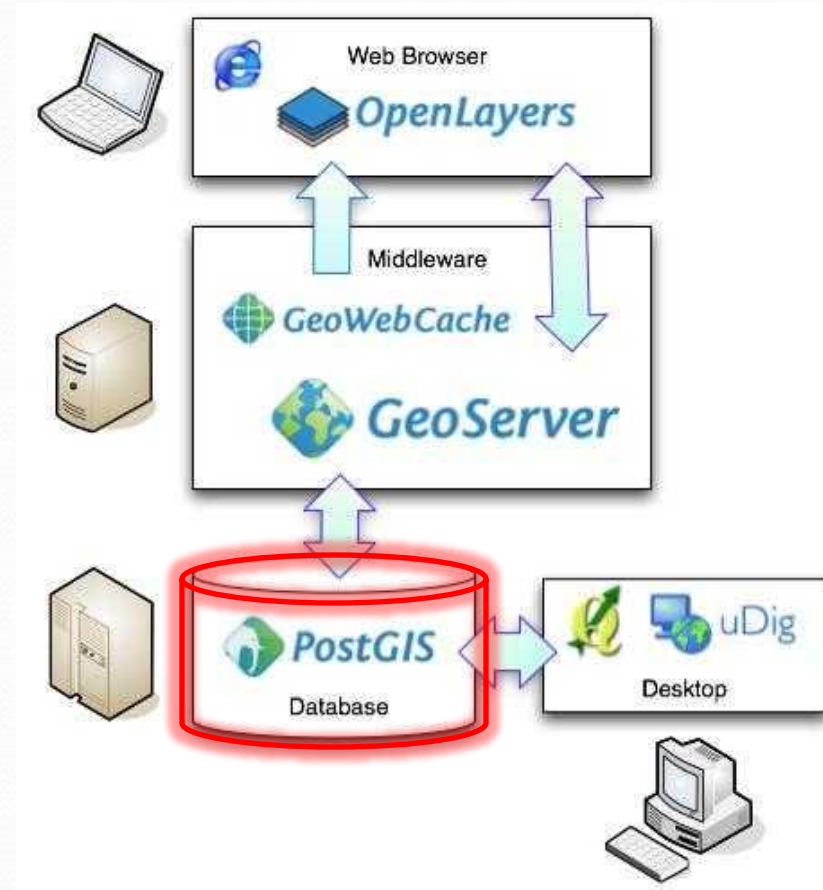 Web Browser
OpenLayers
Middleware
GeoWebCache
GeoServer
PostGIS
Database
uDig
Desktop